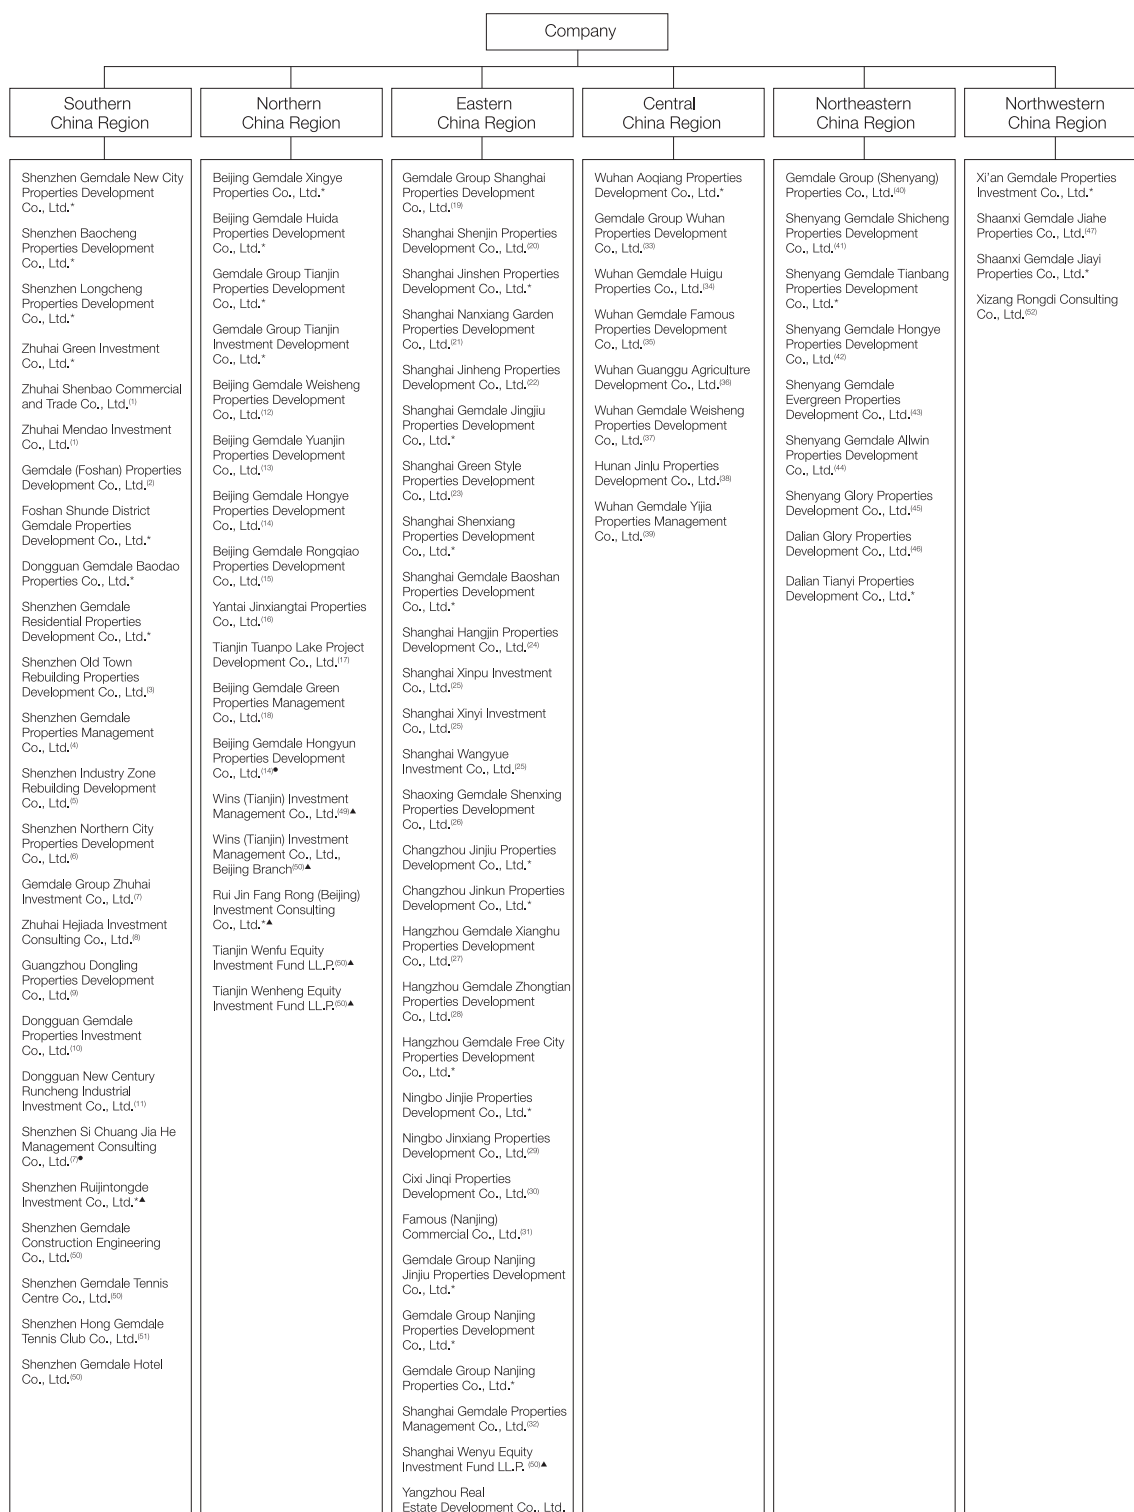 Company
Southern
China Region
Northern
China Region
Eastern
China Region
Central
China Region
Northeastern
China Region
Northwestern
China Region
Shenzhen Gemdale New City
Properties Development
Co., Ltd.*
Shenzhen Baocheng
Properties Development
Co., Ltd.*
Shenzhen Longcheng
Properties Development
Co., Ltd.*
Zhuhai Green Investment
Co., Ltd.*
Zhuhai Shenbao Commercial
and Trade Co., Ltd.(1)
Zhuhai Mendao Investment
Co., Ltd.(1)
Gemdale (Foshan) Properties
Development Co., Ltd.(2)
Foshan Shunde District
Gemdale Properties
Development Co., Ltd.*
Dongguan Gemdale Baodao
Properties Co., Ltd.*
Shenzhen Gemdale
Residential Properties
Development Co., Ltd.*
Shenzhen Old Town
Rebuilding Properties
Development Co., Ltd.(3)
Shenzhen Gemdale
Properties Management
Co., Ltd.(4)
Shenzhen Industry Zone
Rebuilding Development
Co., Ltd.(5)
Shenzhen Northern City
Properties Development
Co., Ltd.(6)
Gemdale Group Zhuhai
Investment Co., Ltd.(7)
Zhuhai Hejiada Investment
Consulting Co., Ltd.(8)
Guangzhou Dongling
Properties Development
Co., Ltd.(9)
Dongguan Gemdale
Properties Investment
Co., Ltd.(10)
Dongguan New Century
Runcheng Industrial
Investment Co., Ltd.(11)
Shenzhen Si Chuang Jia He
Management Consulting
Co., Ltd.(7)●
Shenzhen Ruijintongde
Investment Co., Ltd.*▲
Shenzhen Gemdale
Construction Engineering
Co., Ltd.(50)
Shenzhen Gemdale Tennis
Centre Co., Ltd.(50)
Shenzhen Hong Gemdale
Tennis Club Co., Ltd.(51)
Shenzhen Gemdale Hotel
Co., Ltd.(50)
Beijing Gemdale Xingye
Properties Co., Ltd.*
Beijing Gemdale Huida
Properties Development
Co., Ltd.*
Gemdale Group Tianjin
Properties Development
Co., Ltd.*
Gemdale Group Tianjin
Investment Development
Co., Ltd.*
Beijing Gemdale Weisheng
Properties Development
Co., Ltd.(12)
Beijing Gemdale Yuanjin
Properties Development
Co., Ltd.(13)
Beijing Gemdale Hongye
Properties Development
Co., Ltd.(14)
Beijing Gemdale Rongqiao
Properties Development
Co., Ltd.(15)
Yantai Jinxiangtai Properties
Co., Ltd.(16)
Tianjin Tuanpo Lake Project
Development Co., Ltd.(17)
Beijing Gemdale Green
Properties Management
Co., Ltd.(18)
Beijing Gemdale Hongyun
Properties Development
Co., Ltd.(14)●
Wins (Tianjin) Investment
Management Co., Ltd.(49)▲
Wins (Tianjin) Investment
Management Co., Ltd.,
Beijing Branch(50)▲
Rui Jin Fang Rong (Beijing)
Investment Consulting
Co., Ltd.*▲
Tianjin Wenfu Equity
Investment Fund LL.P.(50)▲
Tianjin Wenheng Equity
Investment Fund LL.P.(50)▲
Gemdale Group Shanghai
Properties Development
Co., Ltd.(19)
Shanghai Shenjin Properties
Development Co., Ltd.(20)
Shanghai Jinshen Properties
Development Co., Ltd.*
Shanghai Nanxiang Garden
Properties Development
Co., Ltd.(21)
Shanghai Jinheng Properties
Development Co., Ltd.(22)
Shanghai Gemdale Jingjiu
Properties Development
Co., Ltd.*
Shanghai Green Style
Properties Development
Co., Ltd.(23)
Shanghai Shenxiang
Properties Development
Co., Ltd.*
Shanghai Gemdale Baoshan
Properties Development
Co., Ltd.*
Shanghai Hangjin Properties
Development Co., Ltd.(24)
Shanghai Xinpu Investment
Co., Ltd.(25)
Shanghai Xinyi Investment
Co., Ltd.(25)
Shanghai Wangyue
Investment Co., Ltd.(25)
Shaoxing Gemdale Shenxing
Properties Development
Co., Ltd.(26)
Changzhou Jinjiu Properties
Development Co., Ltd.*
Changzhou Jinkun Properties
Development Co., Ltd.*
Hangzhou Gemdale Xianghu
Properties Development
Co., Ltd.(27)
Hangzhou Gemdale Zhongtian
Properties Development
Co., Ltd.(28)
Hangzhou Gemdale Free City
Properties Development
Co., Ltd.*
Ningbo Jinjie Properties
Development Co., Ltd.*
Ningbo Jinxiang Properties
Development Co., Ltd.(29)
Cixi Jinqi Properties
Development Co., Ltd.(30)
Famous (Nanjing)
Commercial Co., Ltd.(31)
Gemdale Group Nanjing
Jinjiu Properties Development
Co., Ltd.*
Gemdale Group Nanjing
Properties Development
Co., Ltd.*
Gemdale Group Nanjing
Properties Co., Ltd.*
Shanghai Gemdale Properties
Management Co., Ltd.(32)
Shanghai Wenyu Equity
Investment Fund LL.P. (50)▲
Yangzhou Real
Estate Development Co., Ltd.
Wuhan Aoqiang Properties
Development Co., Ltd.*
Gemdale Group Wuhan
Properties Development
Co., Ltd.(33)
Wuhan Gemdale Huigu
Properties Co., Ltd.(34)
Wuhan Gemdale Famous
Properties Development
Co., Ltd.(35)
Wuhan Guanggu Agriculture
Development Co., Ltd.(36)
Wuhan Gemdale Weisheng
Properties Development
Co., Ltd.(37)
Hunan Jinlu Properties
Development Co., Ltd.(38)
Wuhan Gemdale Yijia
Properties Management
Co., Ltd.(39)
Gemdale Group (Shenyang)
Properties Co., Ltd.(40)
Shenyang Gemdale Shicheng
Properties Development
Co., Ltd.(41)
Shenyang Gemdale Tianbang
Properties Development
Co., Ltd.*
Shenyang Gemdale Hongye
Properties Development
Co., Ltd.(42)
Shenyang Gemdale
Evergreen Properties
Development Co., Ltd.(43)
Shenyang Gemdale Allwin
Properties Development
Co., Ltd.(44)
Shenyang Glory Properties
Development Co., Ltd.(45)
Dalian Glory Properties
Development Co., Ltd.(46)
Dalian Tianyi Properties
Development Co., Ltd.*
Xi'an Gemdale Properties
Investment Co., Ltd.*
Shaanxi Gemdale Jiahe
Properties Co., Ltd.(47)
Shaanxi Gemdale Jiayi
Properties Co., Ltd.*
Xizang Rongdi Consulting
Co., Ltd.(52)